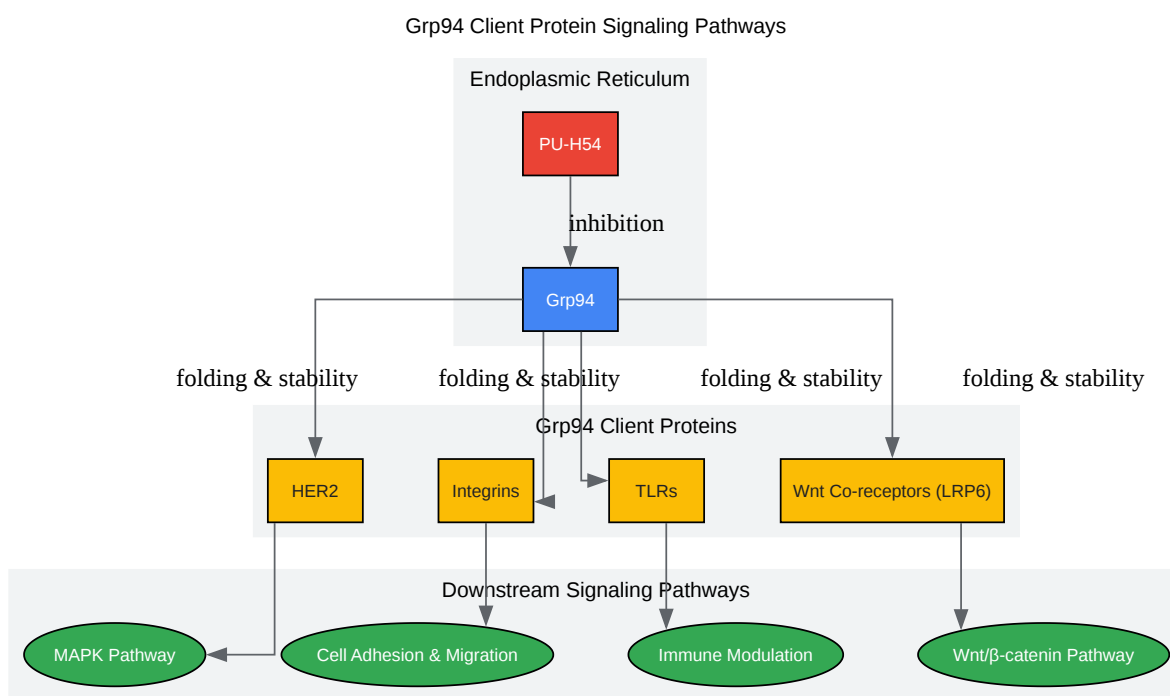 Grp94 Client Protein Signaling Pathways
Endoplasmic Reticulum
PU-H54
inhibition
Grp94
folding & stability
folding & stability
folding & stability
folding & stability
Grp94 Client Proteins
HER2
Integrins
TLRs
Wnt Co-receptors (LRP6)
Downstream Signaling Pathways
MAPK Pathway
Cell Adhesion & Migration
Immune Modulation
Wnt/β-catenin Pathway